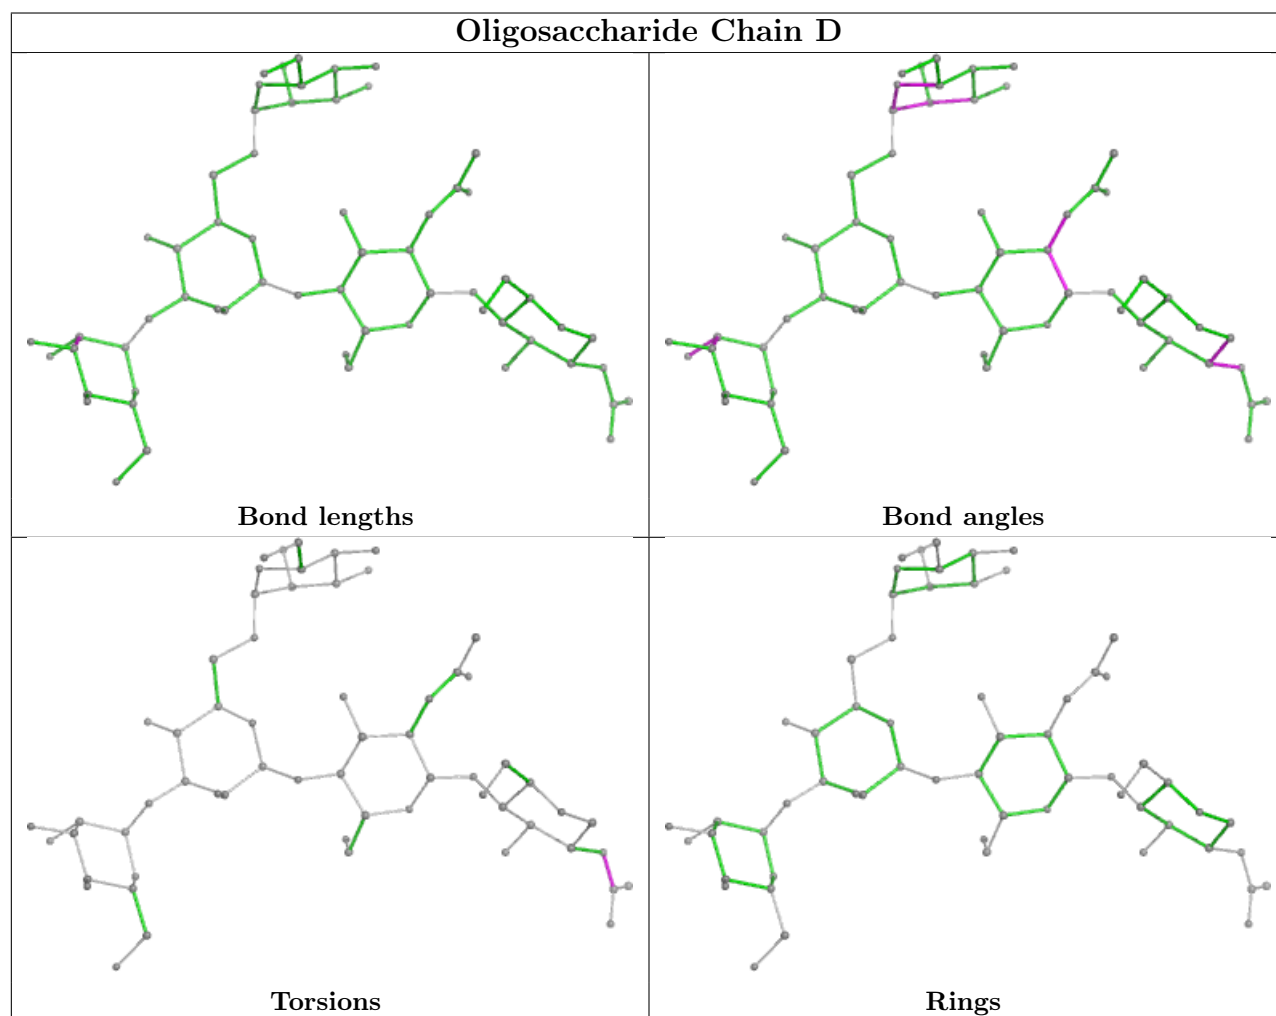 Oligosaccharide Chain D
Bond lengths
Bond angles
Torsions
Rings